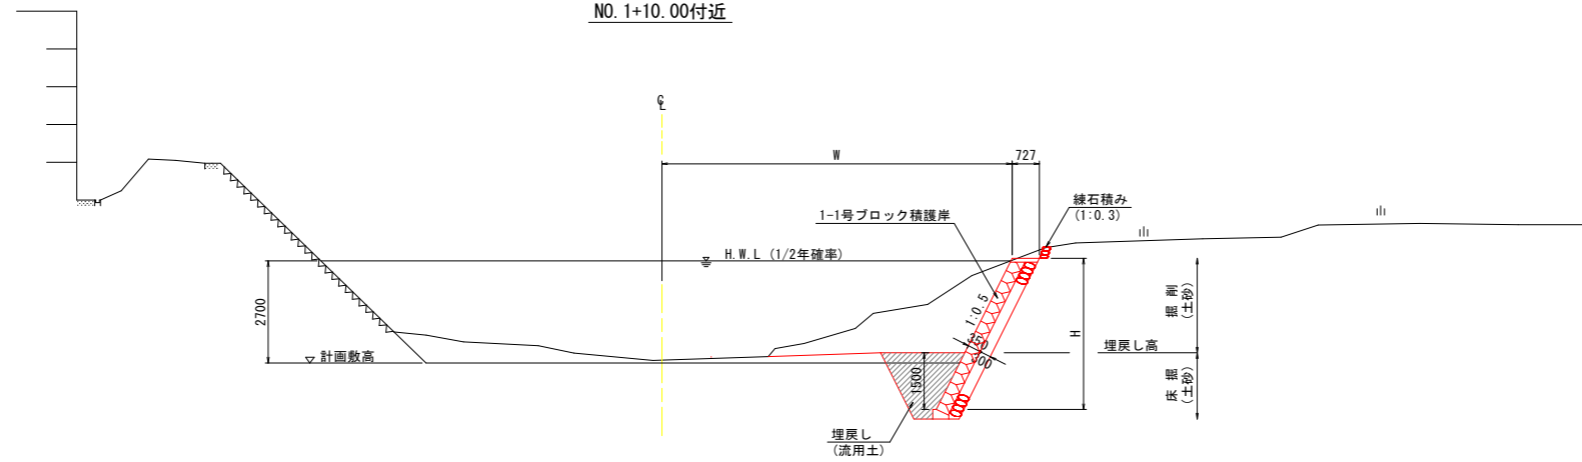 NO.1+10.00付近
C
L
W
727
練石積み
(1:0.3)
1-1号ブロック積護岸
H.W.L (1/2年確率)
2700
1:0.5
掘 削
(土砂)
H
350
300
計画敷高
埋戻し高
1500
床 掘
(土砂)
埋戻し
(流用土)